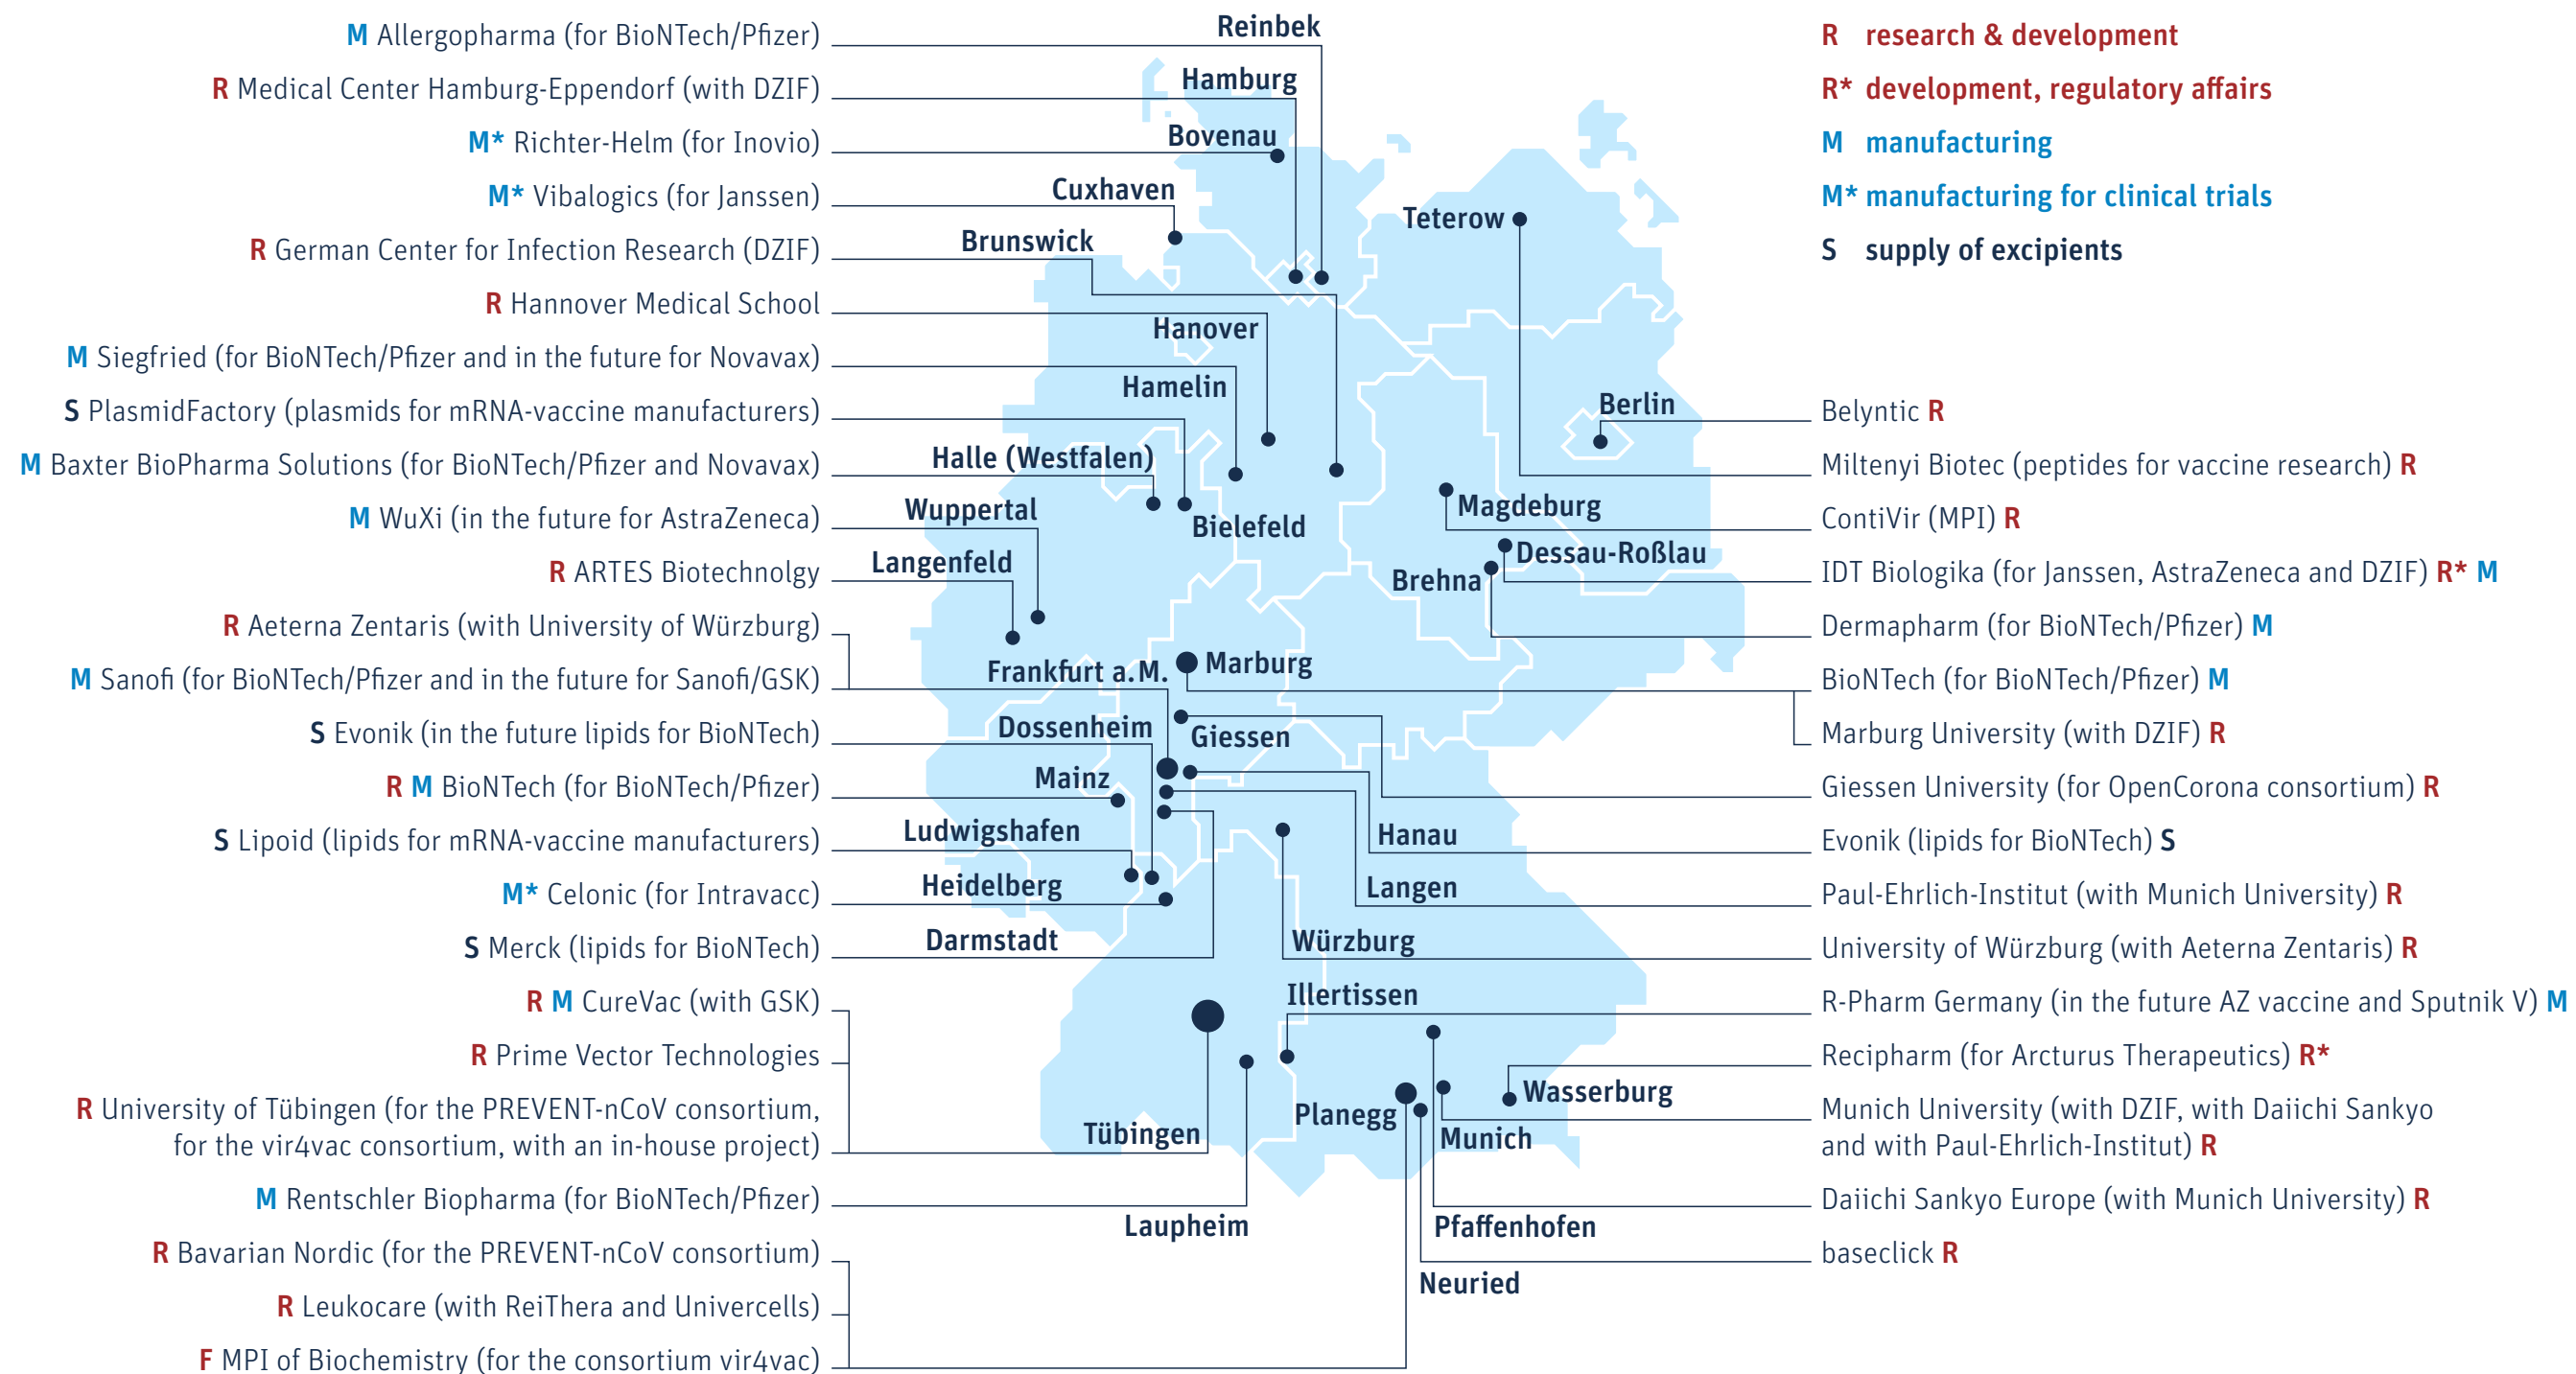 M Allergopharma (for BioNTech/Pfizer)
R Medical Center Hamburg-Eppendorf (with DZIF)
M* Richter-Helm (for Inovio)
M* Vibalogics (for Janssen)
R German Center for Infection Research (DZIF)
R Hannover Medical School
M Siegfried (for BioNTech/Pfizer and in the future for Novavax)
S PlasmidFactory (plasmids for mRNA-vaccine manufacturers)
M Baxter BioPharma Solutions (for BioNTech/Pfizer and Novavax)
M WuXi (in the future for AstraZeneca)
R ARTES Biotechnolgy
R Aeterna Zentaris (with University of Würzburg)
M Sanofi (for BioNTech/Pfizer and in the future for Sanofi/GSK)
S Evonik (in the future lipids for BioNTech)
R M BioNTech (for BioNTech/Pfizer)
S Lipoid (lipids for mRNA-vaccine manufacturers)
M* Celonic (for Intravacc)
S Merck (lipids for BioNTech)
R M CureVac (with GSK)
R Prime Vector Technologies
R University of Tübingen (for the PREVENT-nCoV consortium,
for the vir4vac consortium, with an in-house project)
M Rentschler Biopharma (for BioNTech/Pfizer)
R Bavarian Nordic (for the PREVENT-nCoV consortium)
R Leukocare (with ReiThera and Univercells)
F MPI of Biochemistry (for the consortium vir4vac)
Reinbek
Hamburg
Bovenau
Cuxhaven
Teterow
Brunswick
Hanover
Hamelin
Berlin
Halle (Westfalen)
Wuppertal
Magdeburg
Bielefeld
Dessau-Roßlau
Langenfeld
Brehna
Marburg
Frankfurt a.M.
Dossenheim
Giessen
Mainz
Ludwigshafen
Hanau
Heidelberg
Langen
Darmstadt
Würzburg
Illertissen
Wasserburg
Planegg
Tübingen
Munich
Laupheim
Pfaffenhofen
Neuried
R research & development
R* development, regulatory affairs
M manufacturing
M* manufacturing for clinical trials
S supply of excipients
Belyntic R
Miltenyi Biotec (peptides for vaccine research) R
ContiVir (MPI) R
IDT Biologika (for Janssen, AstraZeneca and DZIF) R* M
Dermapharm (for BioNTech/Pfizer) M
BioNTech (for BioNTech/Pfizer) M
Marburg University (with DZIF) R
Giessen University (for OpenCorona consortium) R
Evonik (lipids for BioNTech) S
Paul-Ehrlich-Institut (with Munich University) R
University of Würzburg (with Aeterna Zentaris) R
R-Pharm Germany (in the future AZ vaccine and Sputnik V) M
Recipharm (for Arcturus Therapeutics) R*
Munich University (with DZIF, with Daiichi Sankyo
and with Paul-Ehrlich-Institut) R
Daiichi Sankyo Europe (with Munich University) R
baseclick R